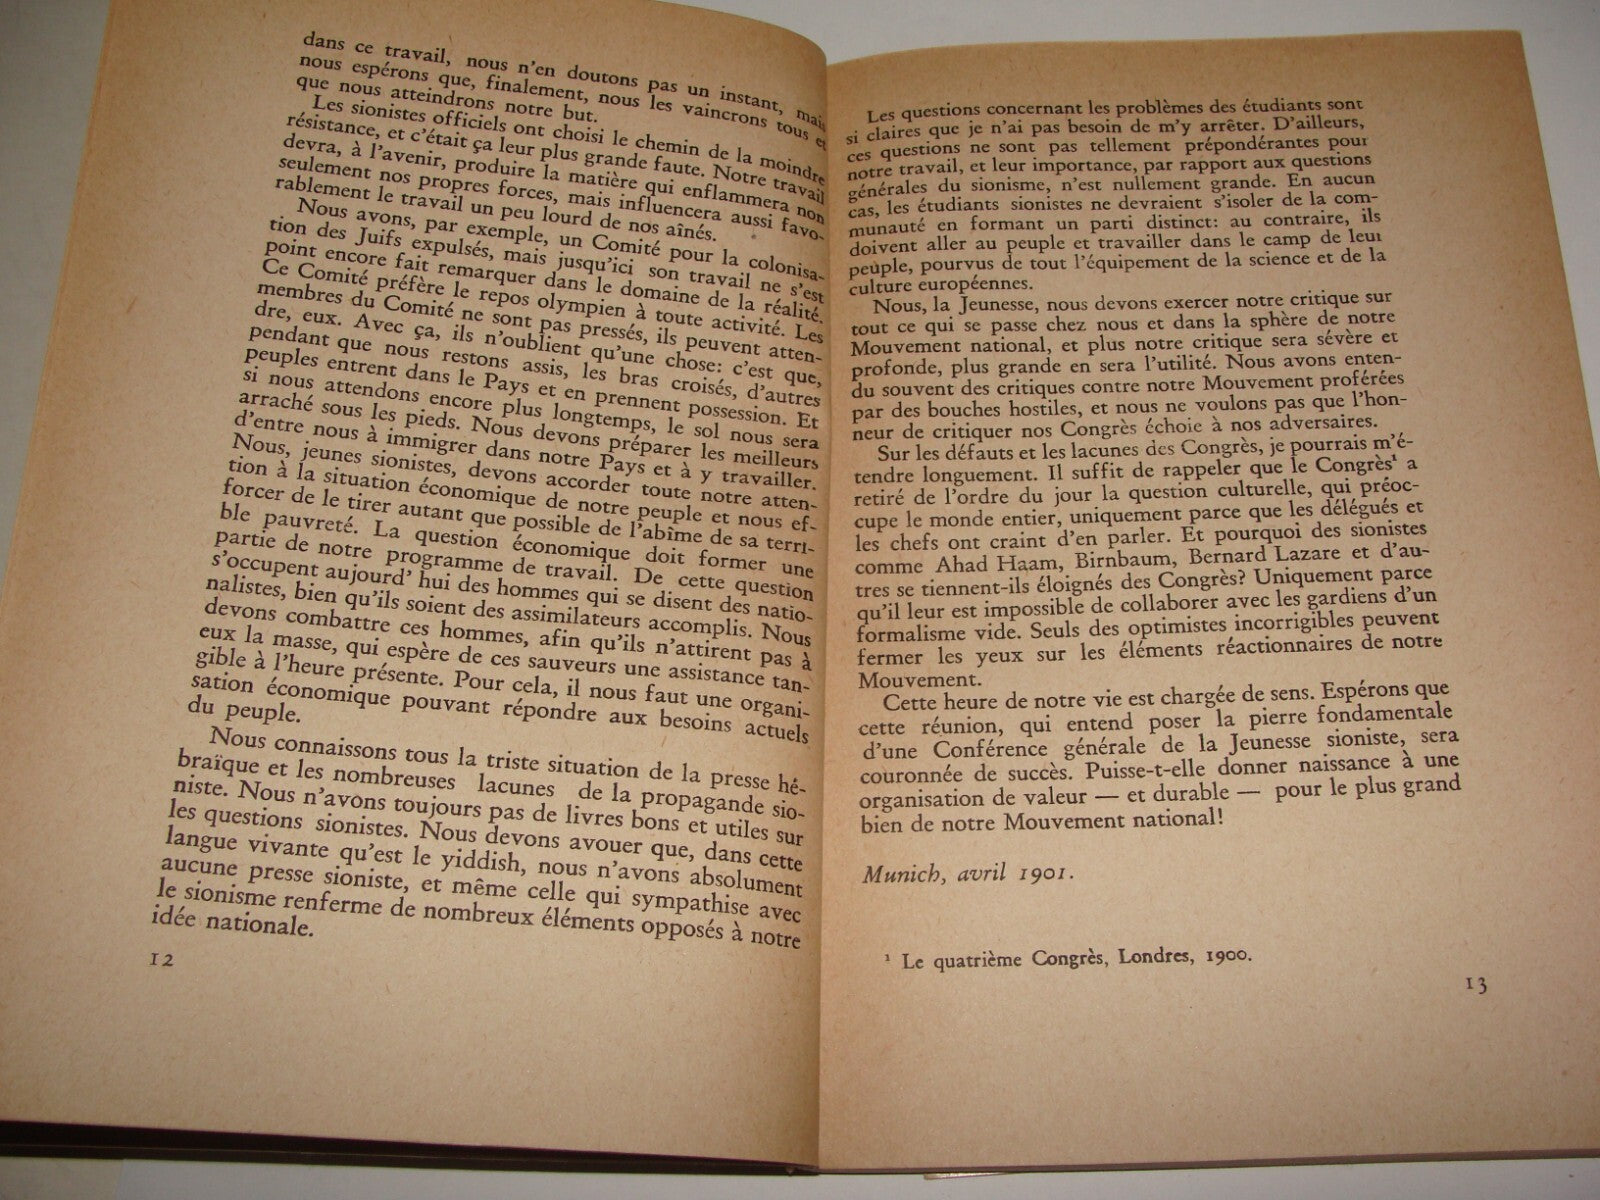 dans ce travail, nous n'en doutons pas un instant, mais
nous espérons que, finalement, nous les vaincrons tous et
que nous atteindrons notre but.
Les sionistes officiels ont choisi le chemin de la moindre
résistance, et c'était ça leur plus grande faute. Notre travail
devra, à l'avenir, produire la matière qui enflammera non
seulement nos propres forces, mais influencera aussi favo-
rablement le travail un peu lourd de nos aînés.
Nous avons, par exemple, un Comité pour la colonisa-
tion des Juifs expulsés, mais jusqu'ici son travail ne s'est
point encore fait remarquer dans le domaine de la réalité.
Ce Comité préfère le repos olympien à toute activité. Les
membres du Comité ne sont pas pressés, ils peuvent atten-
dre, eux. Avec ça, ils n'oublient qu'une chose: c'est que,
pendant que nous restons assis, les bras croisés, d'autres
peuples entrent dans le Pays et en prennent possession. Et
si nous attendons encore plus longtemps, le sol nous sera
arraché sous les pieds. Nous devons préparer les meilleurs
d'entre nous à immigrer dans notre Pays et à y travailler.
Nous, jeunes sionistes, devons accorder toute notre atten-
tion à la situation économique de notre peuple et nous ef-
forcer de le tirer autant que possible de l'abîme de sa terri-
ble pauvreté. La question économique doit former une
partie de notre programme de travail. De cette question
s'occupent aujourd' hui des hommes qui se disent des natio-
nalistes, bien qu'ils soient des assimilateurs accomplis. Nous
devons combattre ces hommes, afin qu'ils n'attirent pas à
eux la masse, qui espère de ces sauveurs une assistance tan-
gible à l'heure présente. Pour cela, il nous faut une organi-
sation économique pouvant répondre aux besoins actuels
du peuple.
Nous connaissons tous la triste situation de la presse hé-
braïque et les nombreuses lacunes de la propagande sio-
niste. Nous n'avons toujours pas de livres bons et utiles sur
les questions sionistes. Nous devons avouer que, dans cette
langue vivante qu'est le yiddish, nous n'avons absolument
aucune presse sioniste, et même celle qui sympathise avec
le sionisme renferme de nombreux éléments opposés à notre
idée nationale.
12
Les questions concernant les problèmes des étudiants sont
si claires que je n'ai pas besoin de m'y arrêter. D'ailleurs,
ces questions ne sont pas tellement prépondérantes pour
notre travail, et leur importance, par rapport aux questions
générales du sionisme, n'est nullement grande. En aucun
cas, les étudiants sionistes ne devraient s'isoler de la com-
munauté en formant un parti distinct: au contraire, ils
doivent aller au peuple et travailler dans le camp de leur
peuple, pourvus de tout l'équipement de la science et de la
culture européennes.
Nous, la Jeunesse, nous devons exercer notre critique sur
tout ce qui se passe chez nous et dans la sphère de notre
Mouvement national, et plus notre critique sera sévère et
profonde, plus grande en sera l'utilité. Nous avons enten-
du souvent des critiques contre notre Mouvement proférées
par des bouches hostiles, et nous ne voulons pas que l'hon-
neur de critiquer nos Congrès échoie à nos adversaires.
Sur les défauts et les lacunes des Congrès, je pourrais m'é-
tendre longuement. Il suffit de rappeler que le Congrès¹ a
retiré de l'ordre du jour la question culturelle, qui préoc-
cupe le monde entier, uniquement parce que les délégués et
les chefs ont craint d'en parler. Et pourquoi des sionistes
comme Ahad Haam, Birnbaum, Bernard Lazare et d'au-
tres se tiennent-ils éloignés des Congrès? Uniquement parce
qu'il leur est impossible de collaborer avec les gardiens d'un
formalisme vide. Seuls des optimistes incorrigibles peuvent
fermer les yeux sur les éléments réactionnaires de notre
Mouvement.
Cette heure de notre vie est chargée de sens. Espérons que
cette réunion, qui entend poser la pierre fondamentale
d'une Conférence générale de la Jeunesse sioniste, sera
couronnée de succès. Puisse-t-elle donner naissance à une
organisation de valeur — et durable — pour le plus grand
bien de notre Mouvement national!
Munich, avril 1901.
¹ Le quatrième Congrès, Londres, 1900.
13